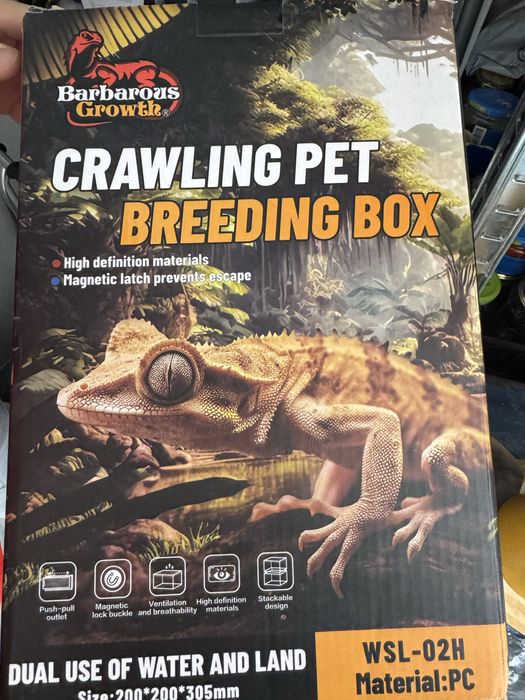 Barbarous
Growth®
CRAWLING PET
BREEDING BOX
High definition materials
Magnetic latch prevents escape
Push-pull
outlet
Magnetic
lock buckle
Ventilation
and breathability
High definition
materials
Stackable
design
DUAL USE OF WATER AND LAND
Size:200*200*305mm
WSL-02H
Material:PC